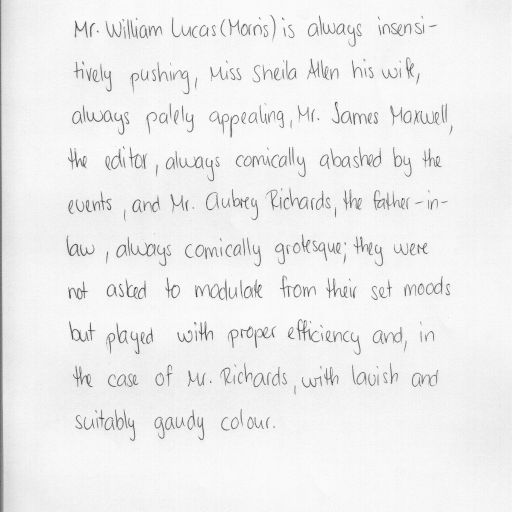 Mr. William Lucas (Morris) is always insensi-
tively pushing, Miss Sheila Allen his wife,
always palely appealing, Mr. James Maxwell,
the editor, always comically abashed by the
events, and Mr. Aubrey Richards, the father-in-
law, always comically grotesque; they were
not asked to modulate from their set moods
but played with proper efficiency and, in
the case of Mr. Richards, with lavish and
suitably gaudy colour.